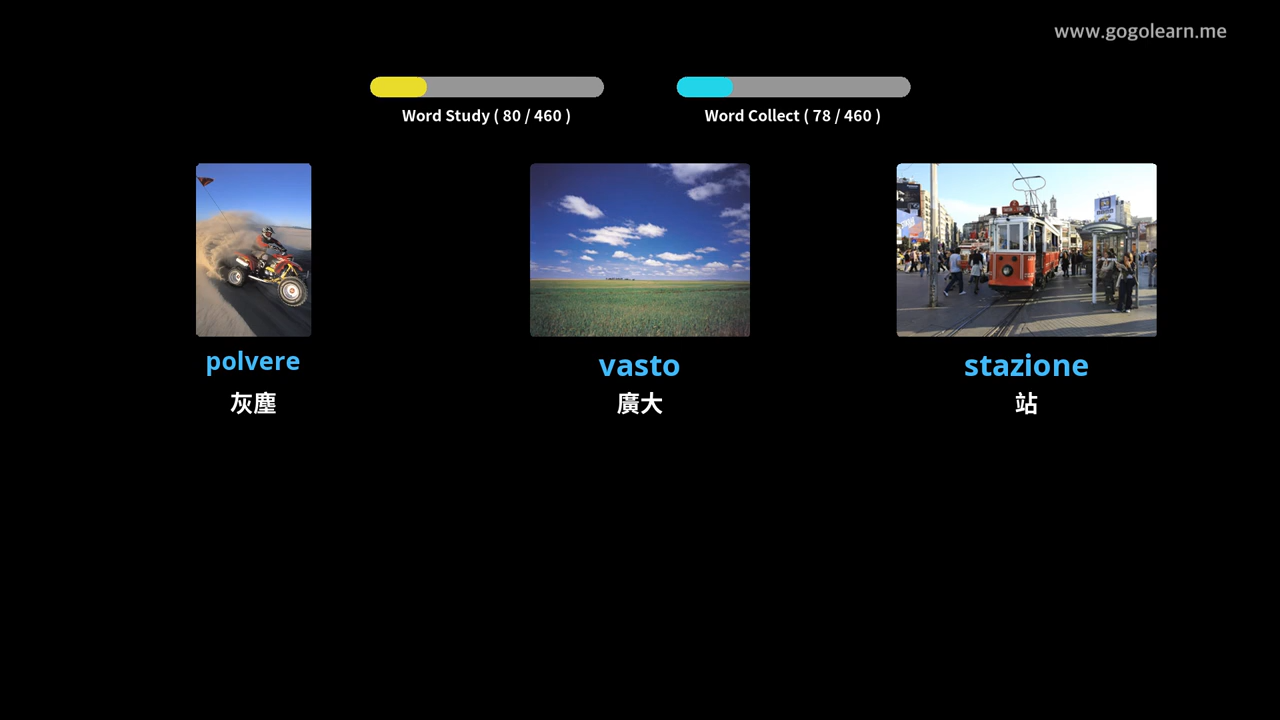 www.gogolearn.me
Word Study ( 80 / 460 )
Word Collect ( 78 / 460 )
polvere
灰塵
vasto
廣大
stazione
站